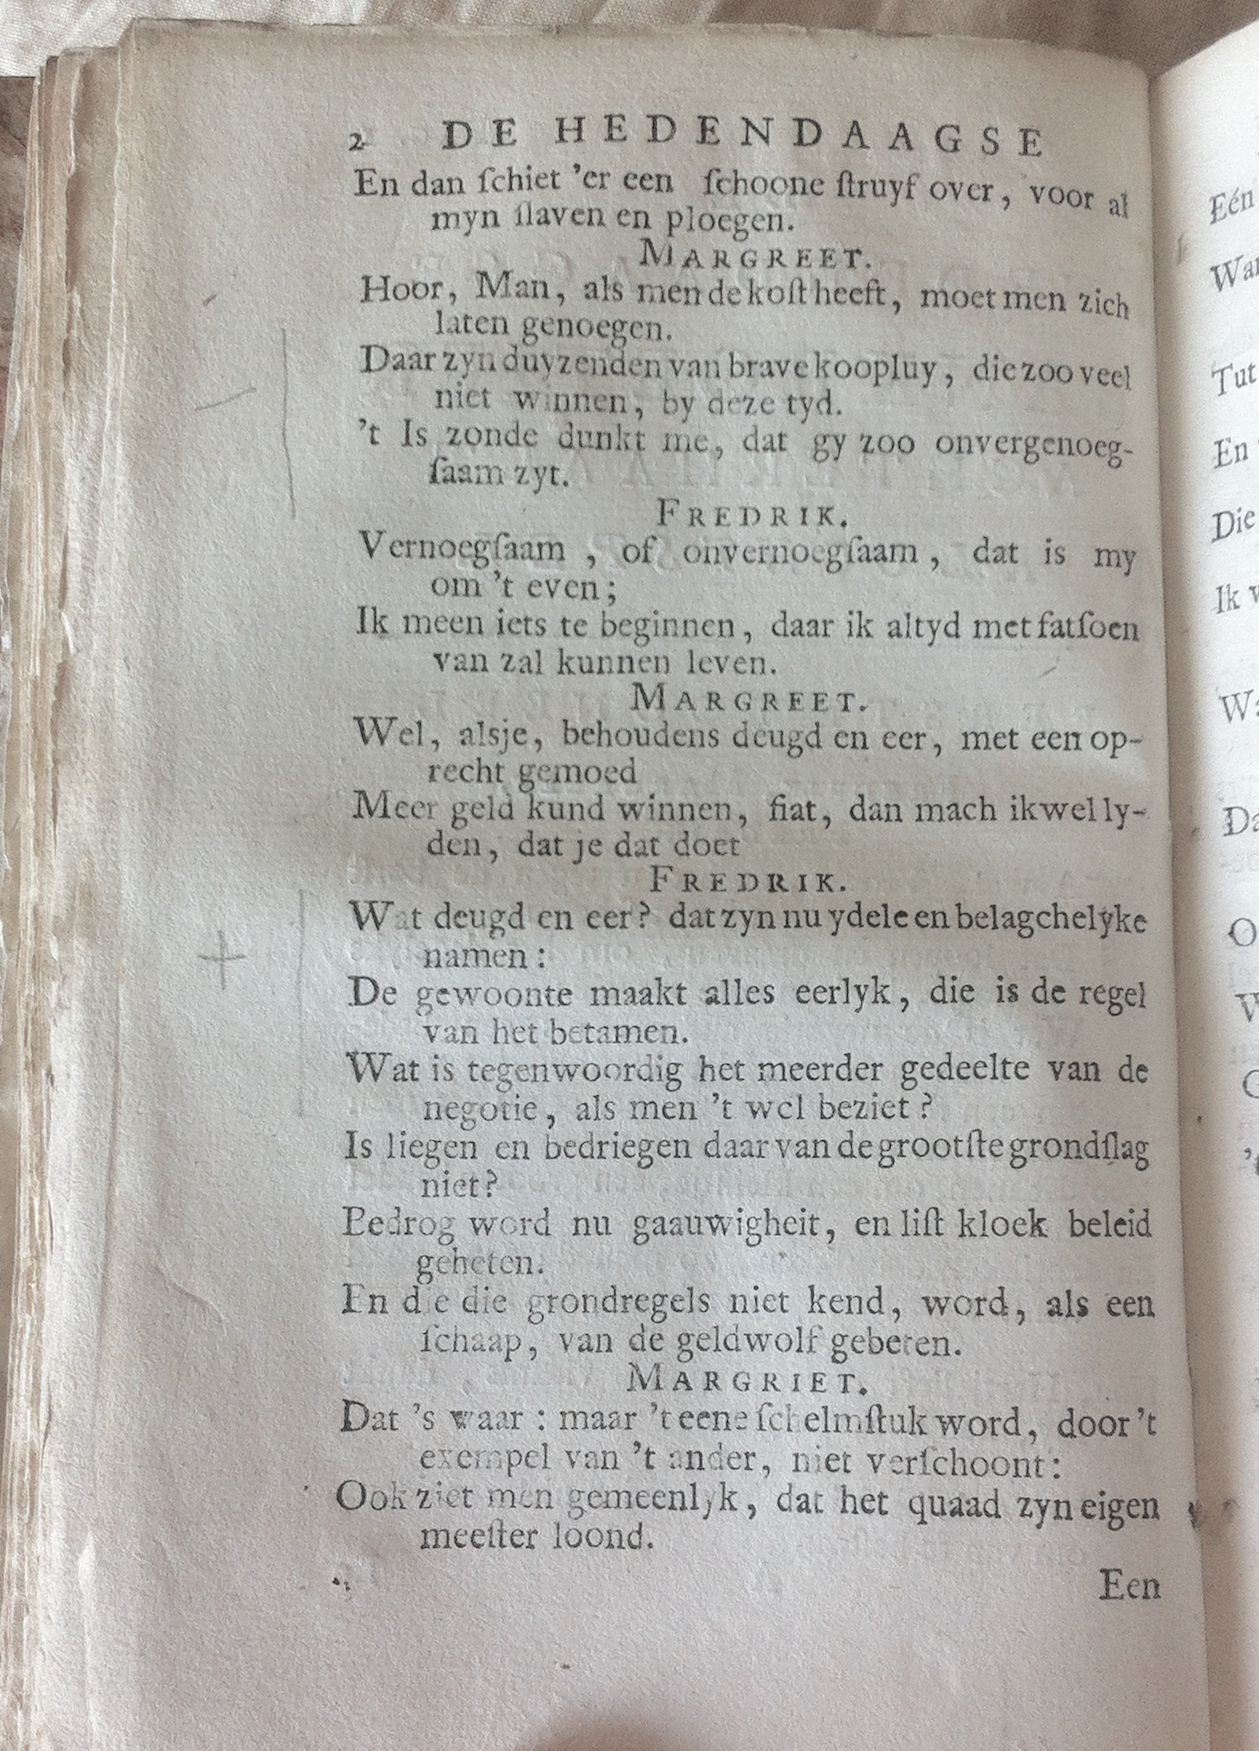 2 DE HEDENDAAGSE
En dan ſchiet 'er een ſchoone ſtruyf over, voor al
myn ſlaven en ploegen.
MARGREET.
Hoor, Man, als men de koſt heeft, moet men zich
laten genoegen.
Daar zyn duyzenden van brave koopluy, die zoo veel
niet winnen, by deze tyd.
't Is zonde dunkt me, dat gy zoo onvergenoeg-
ſaam zyt.
FREDRIK.
Vernoegſaam, of onvernoegſaam, dat is my
om 't even;
Ik meen iets te beginnen, daar ik altyd met fatſoen
van zal kunnen leven.
MARGREET.
Wel, alsje, behoudens deugd en eer, met een op-
recht gemoed
Meer geld kund winnen, fiat, dan mach ik wel ly-
den, dat je dat doet
FREDRIK.
Wat deugd en eer? dat zyn nu ydele en belagchelyke
namen:
De gewoonte maakt alles eerlyk, die is de regel
van het betamen.
Wat is tegenwoordig het meerder gedeelte van de
negotie, als men 't wel beziet?
Is liegen en bedriegen daar van de grootſte grondſlag
niet?
Bedrog word nu gaauwigheit, en liſt kloek beleid
geheten.
En die die grondregels niet kend, word, als een
ſchaap, van de geldwolf gebeten.
MARGRIET.
Dat 's waar: maar 't eene ſchelmſtuk word, door 't
exempel van 't ander, niet verſchoont:
Ook ziet men gemeenlyk, dat het quaad zyn eigen
meeſter loond.
Een
Eén
Tut
En
Die
Ik